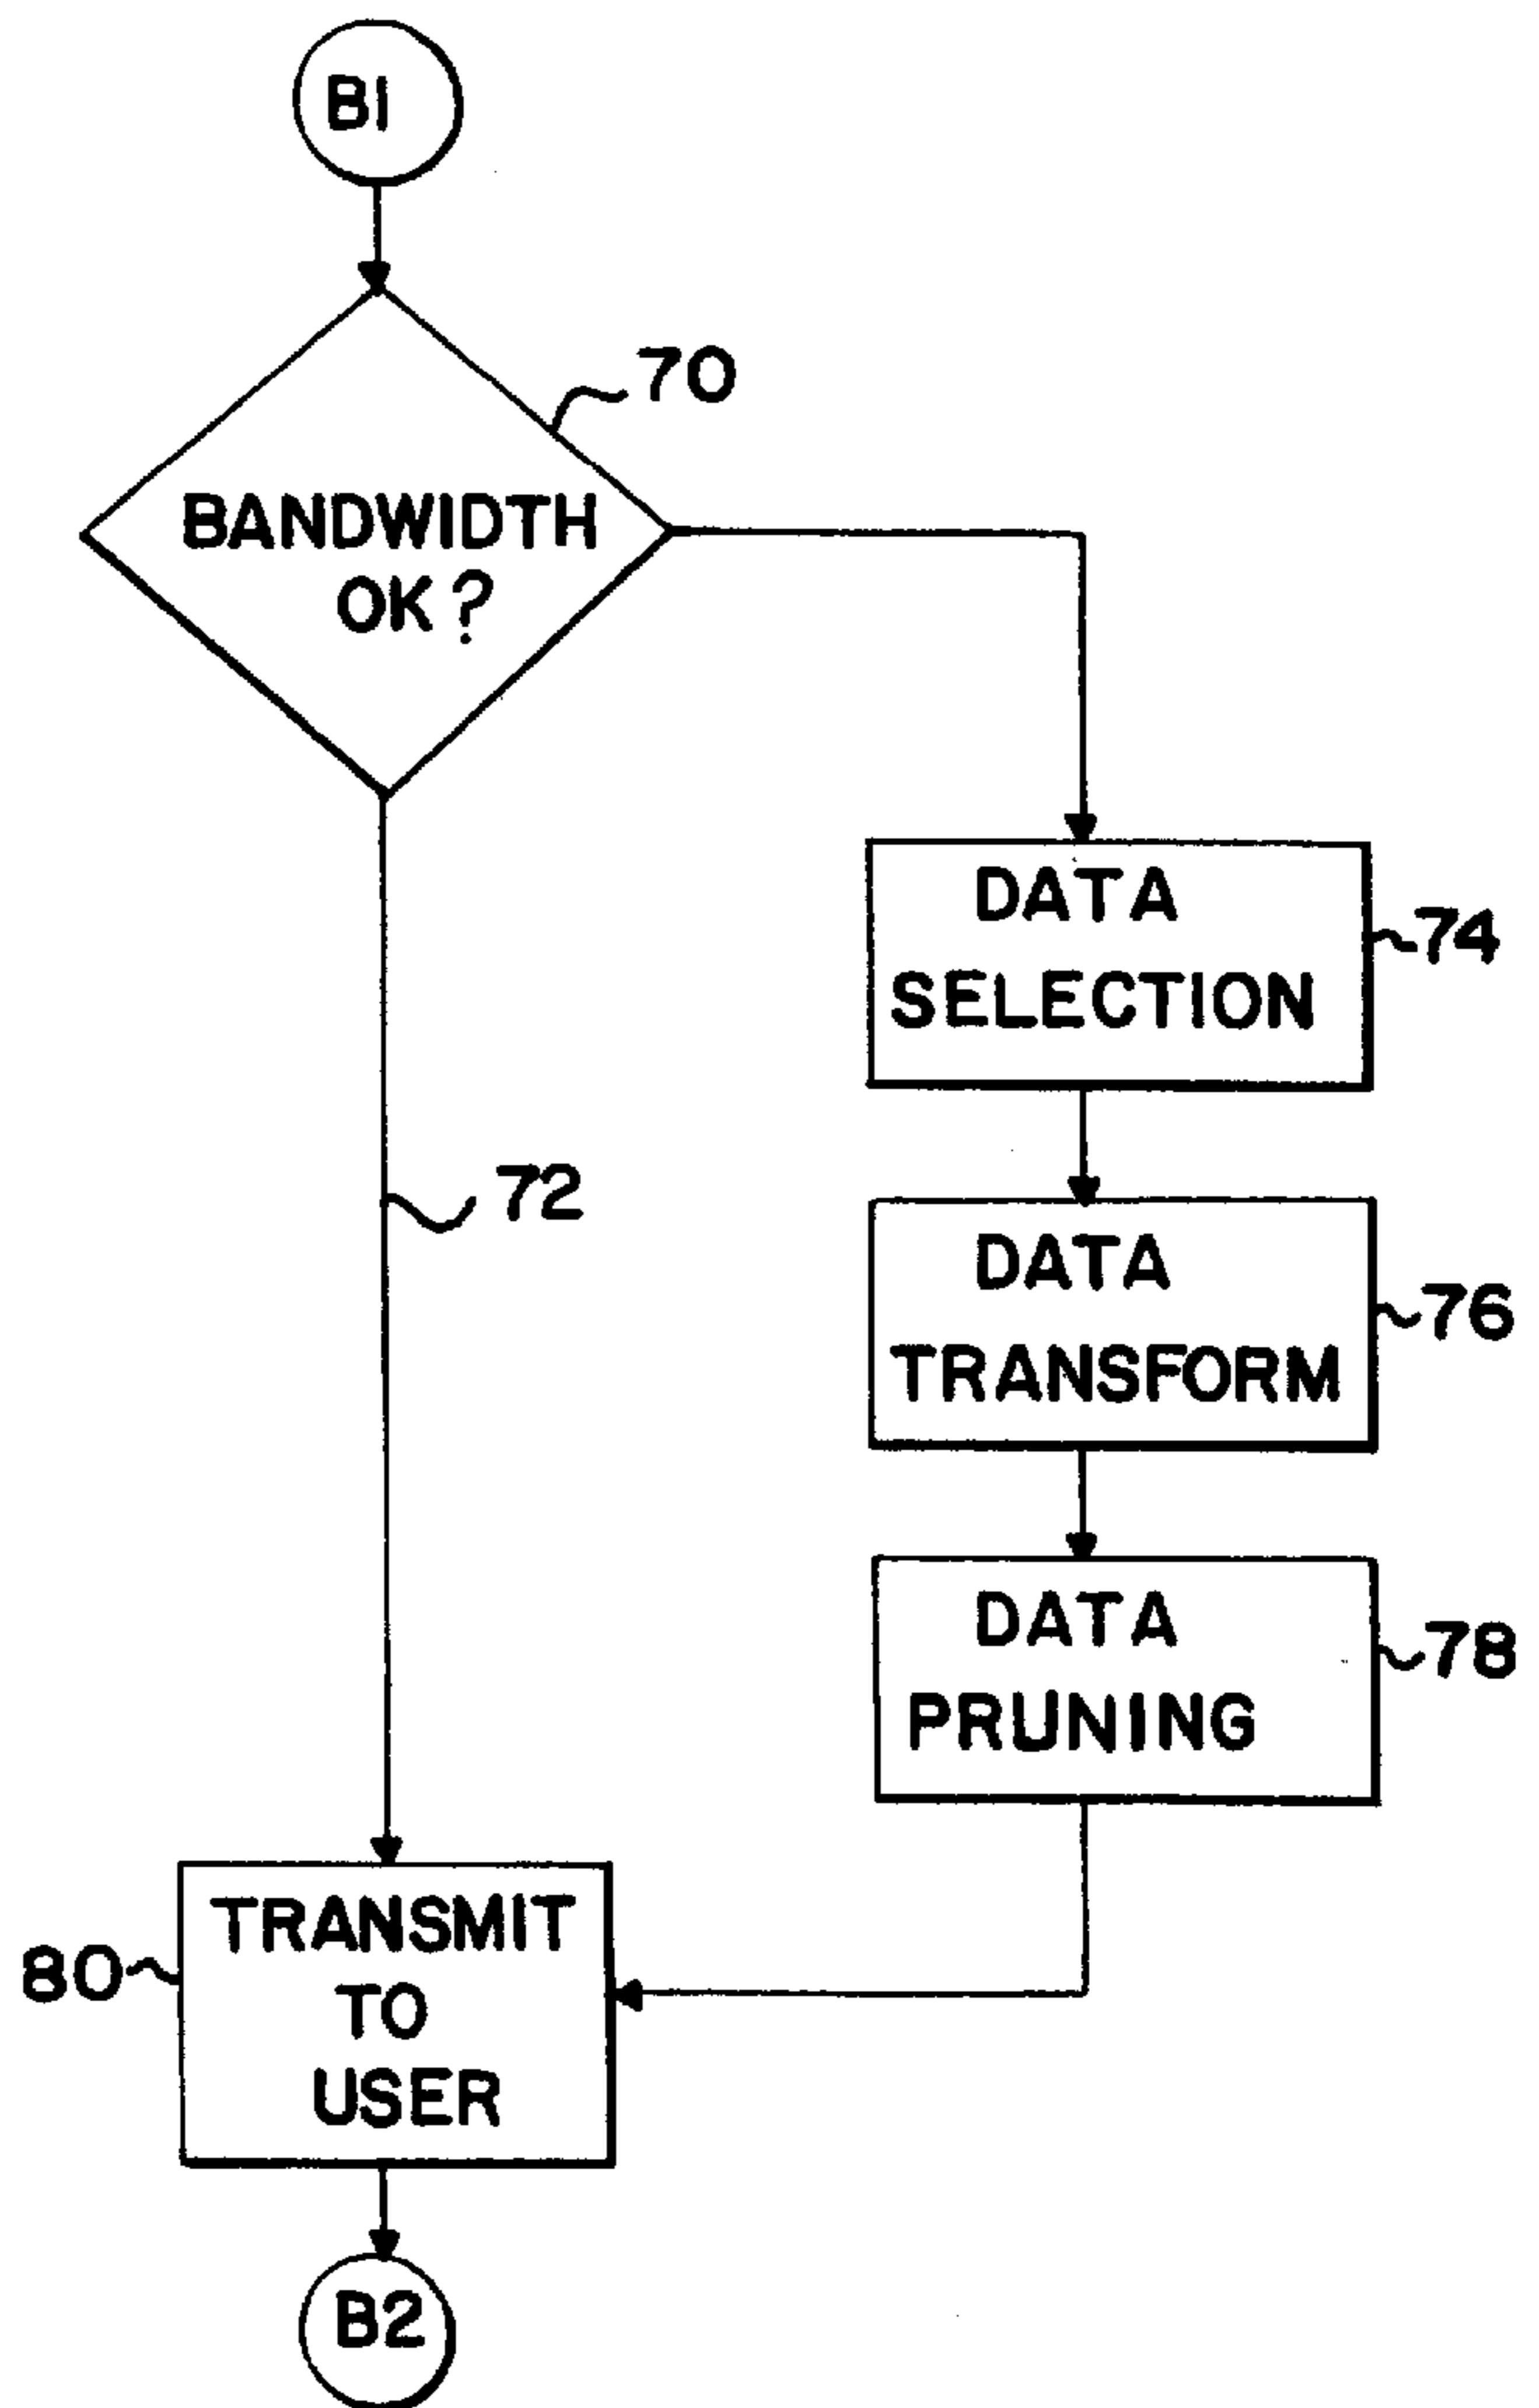 B1
70
BANDWIDTH
OK?
DATA
SELECTION
74
72
DATA
TRANSFORM
76
DATA
PRUNING
78
TRANSMIT
TO
USER
80
B2